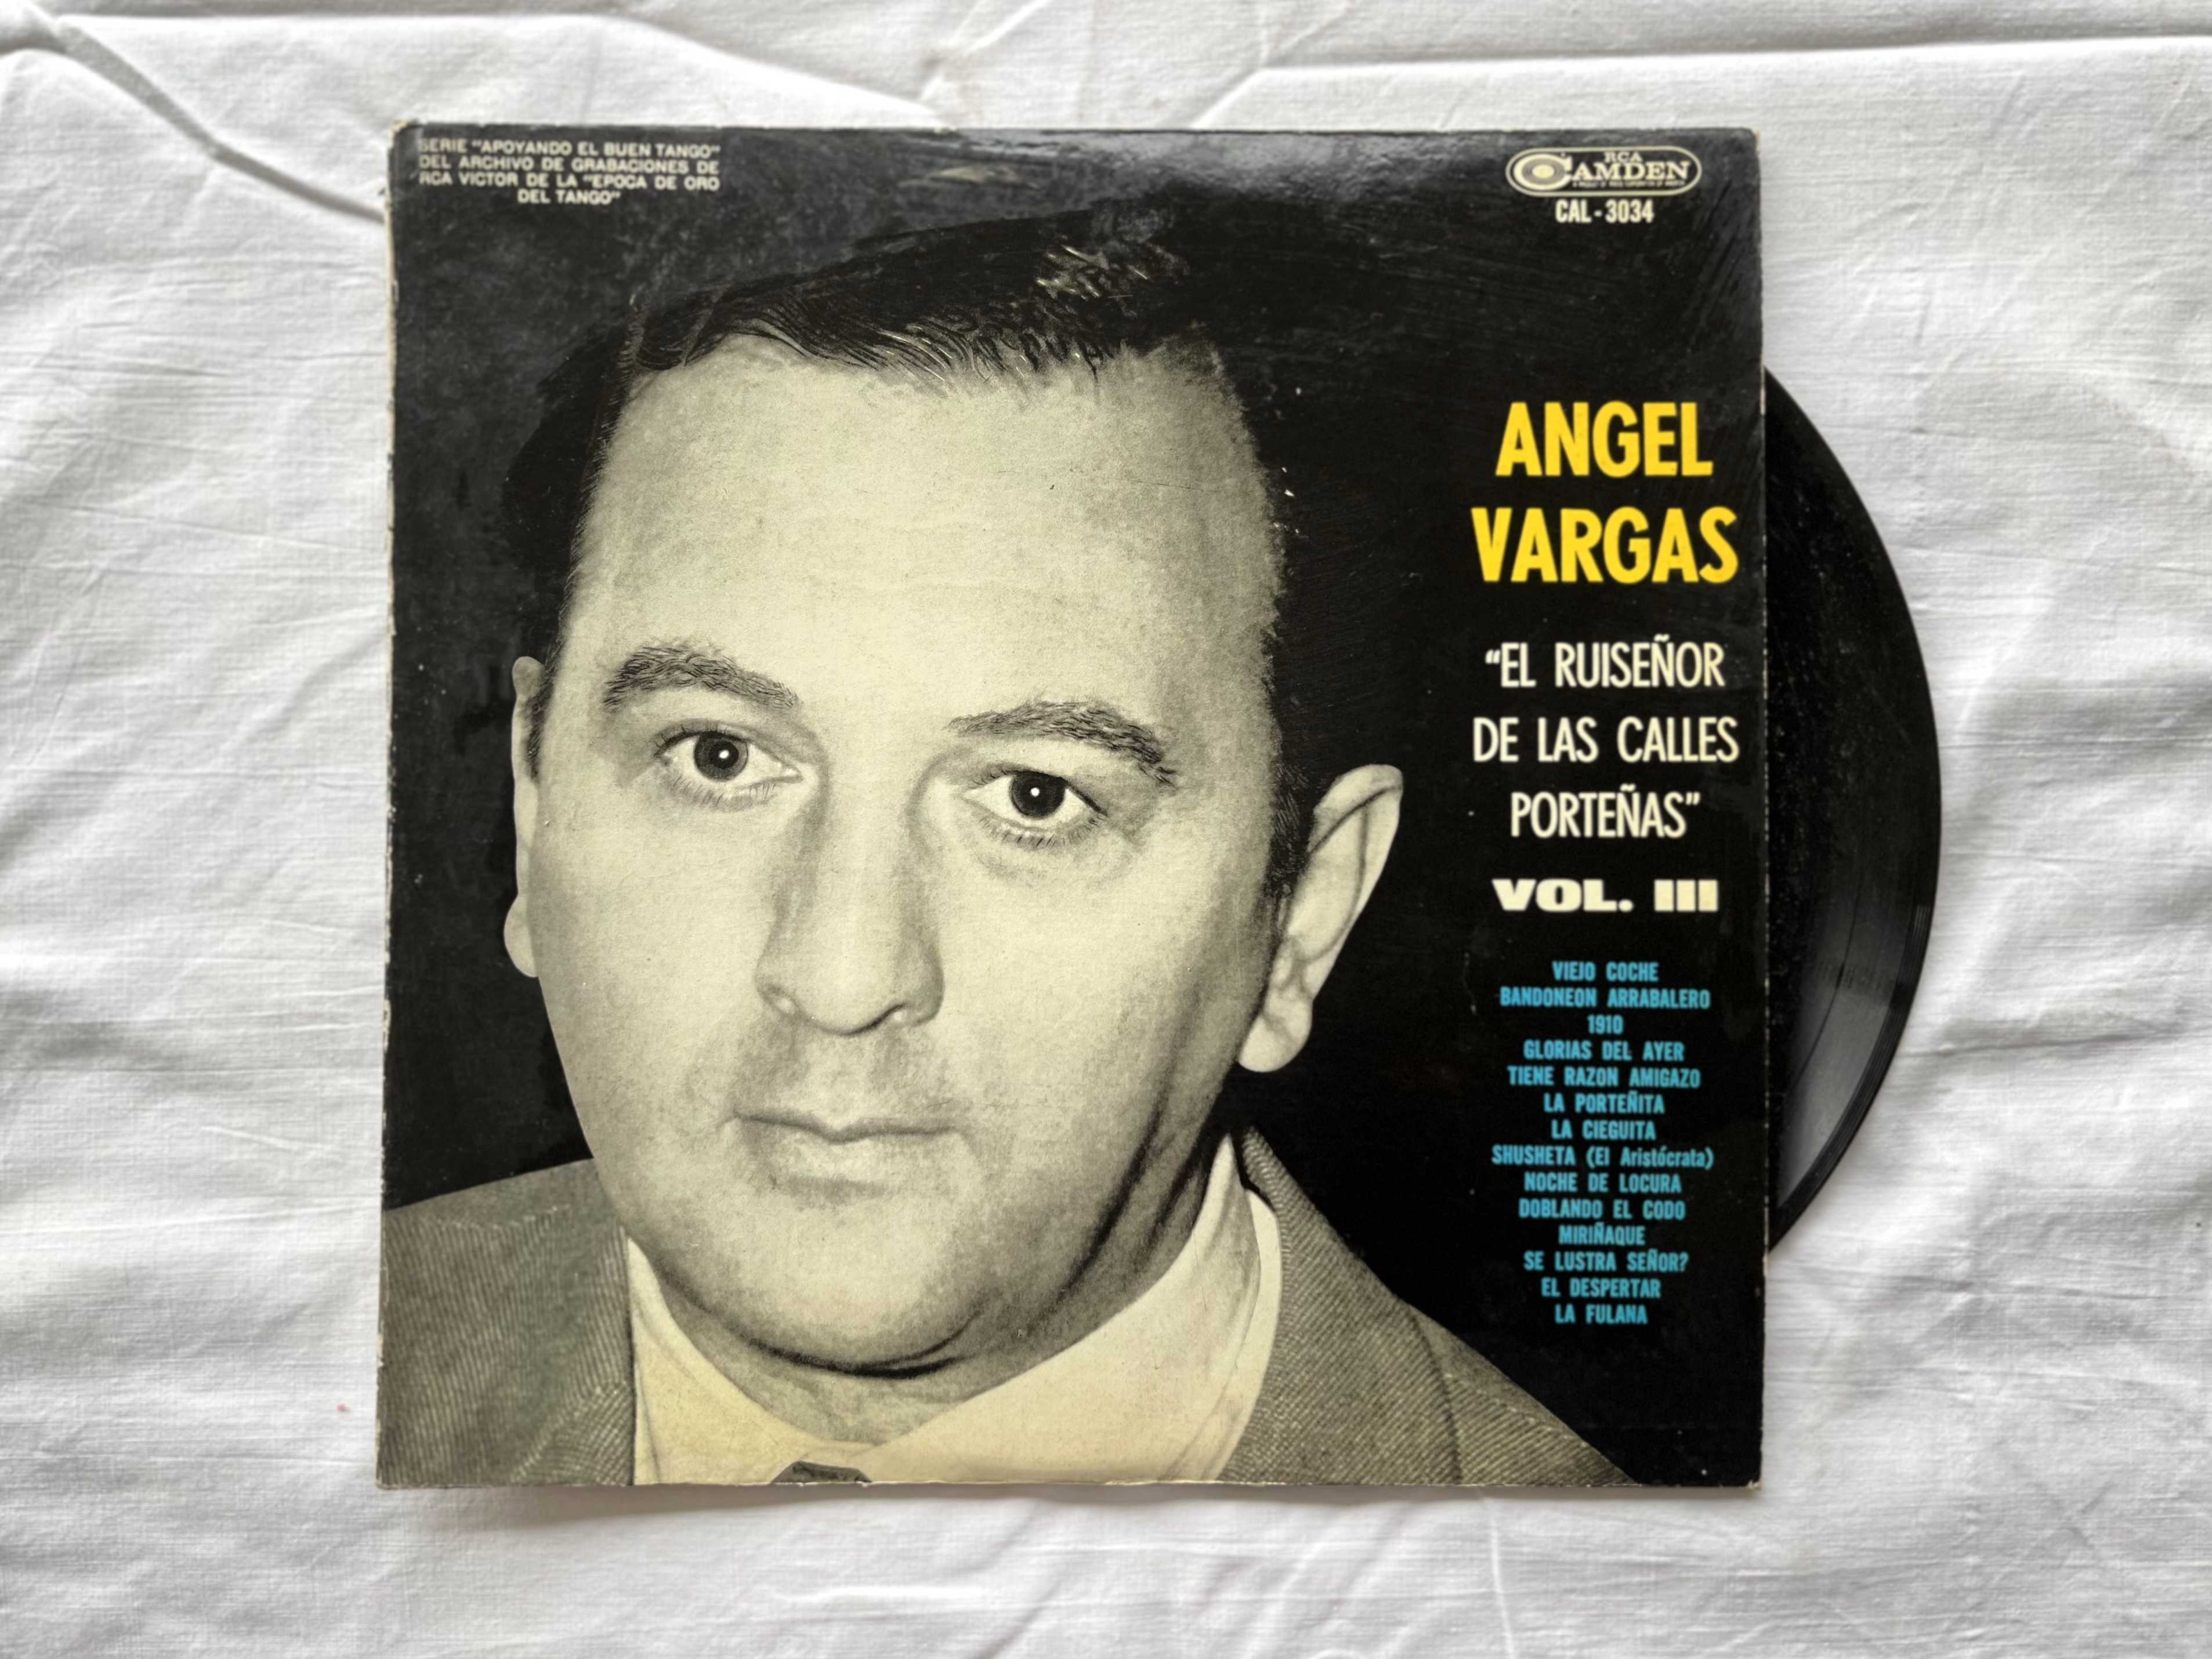 SERIE "APOYANDO EL BUEN TANGO"
DEL ARCHIVO DE GRABACIONES DE
RCA VICTOR DE LA "EPOCA DE ORO
DEL TANGO"
RCA
CAMDEN
CAL-3034
ANGEL
VARGAS
"EL RUISEÑOR
DE LAS CALLES
PORTEÑAS"
VOL. III
VIEJO COCHE
BANDONEON ARRABALERO
1910
GLORIAS DEL AYER
TIENE RAZON AMIGAZO
LA PORTEÑITA
LA CIEGUITA
SHUSHETA (El Aristócrata)
NOCHE DE LOCURA
DOBLANDO EL CODO
MIRIÑAQUE
SE LUSTRA SEÑOR?
EL DESPERTAR
LA FULANA